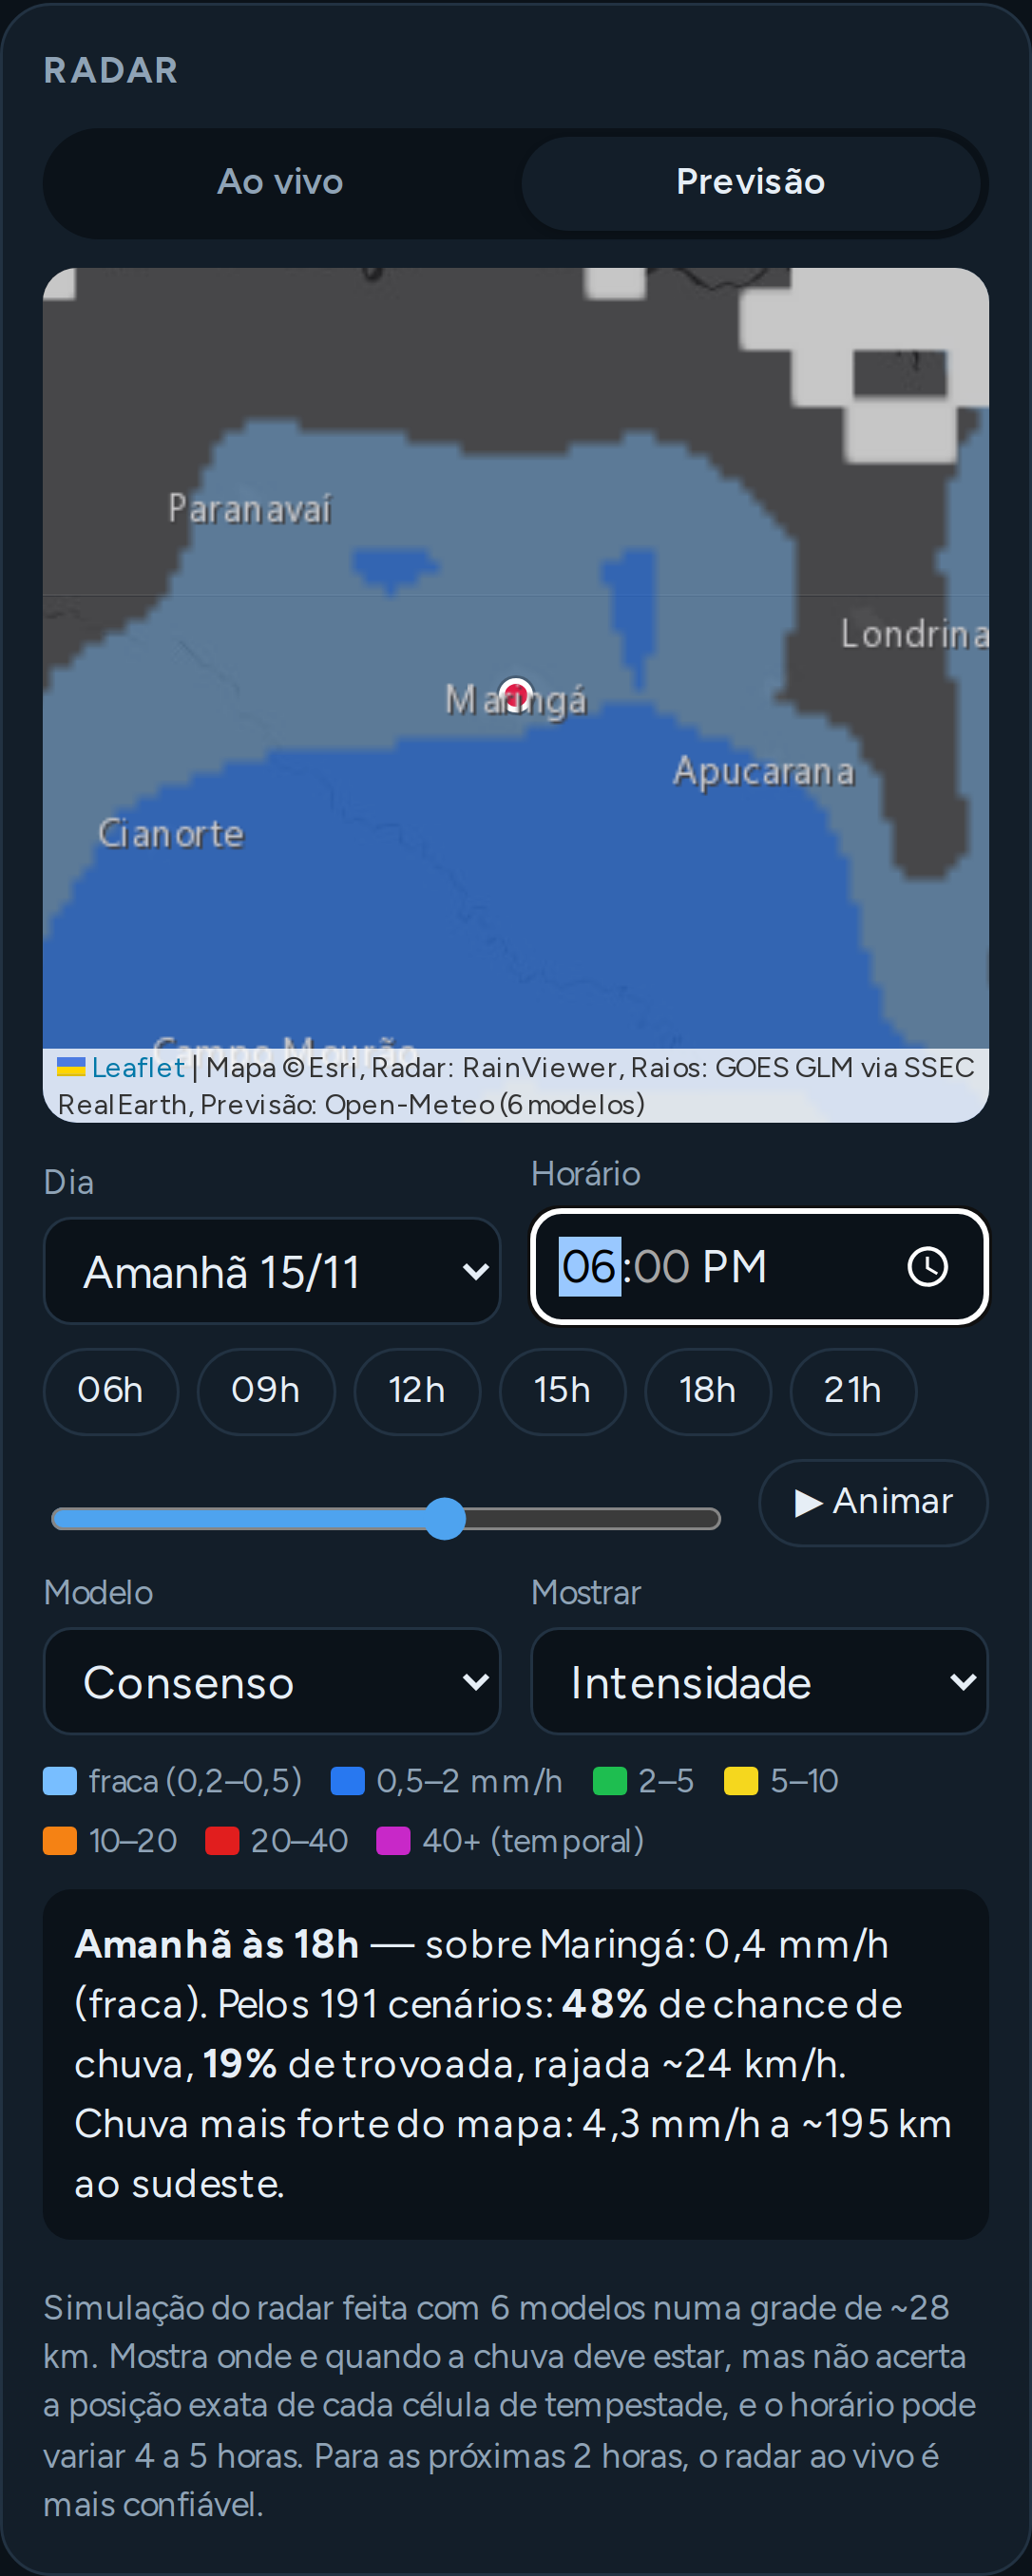 RADAR
Ao vivo
Previsão
Paranavaí
Londrina
Maringá
Apucarana
Cianorte
Campo Mourão
Leaflet | Mapa © Esri, Radar: RainViewer, Raios: GOES GLM via SSEC
RealEarth, Previsão: Open-Meteo (6 modelos)
Dia
Horário
Amanhã 15/11
06:00 PM
06h 09h 12h 15h 18h 21h
▶ Animar
Modelo
Mostrar
Consenso
Intensidade
fraca (0,2–0,5) 0,5–2 mm/h 2–5 5–10
10–20 20–40 40+ (temporal)
Amanhã às 18h — sobre Maringá: 0,4 mm/h
(fraca). Pelos 191 cenários: 48% de chance de
chuva, 19% de trovoada, rajada ~24 km/h.
Chuva mais forte do mapa: 4,3 mm/h a ~195 km
ao sudeste.
Simulação do radar feita com 6 modelos numa grade de ~28
km. Mostra onde e quando a chuva deve estar, mas não acerta
a posição exata de cada célula de tempestade, e o horário pode
variar 4 a 5 horas. Para as próximas 2 horas, o radar ao vivo é
mais confiável.